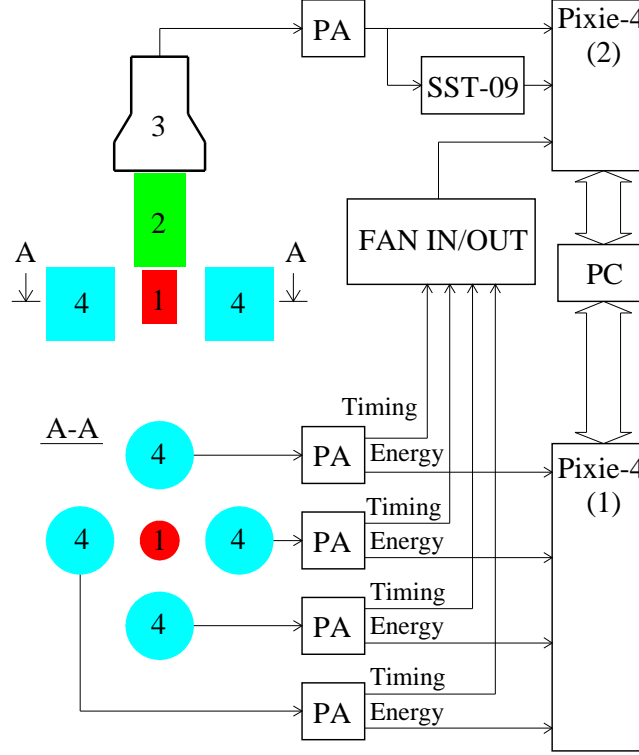 PA
Pixie-4
(2)
SST-09
3
2
FAN IN/OUT
A
A
4
1
4
PC
A-A
4
PA
Timing
Energy
Pixie-4
(1)
4
1
4
PA
Timing
Energy
4
PA
Timing
Energy
PA
Timing
Energy